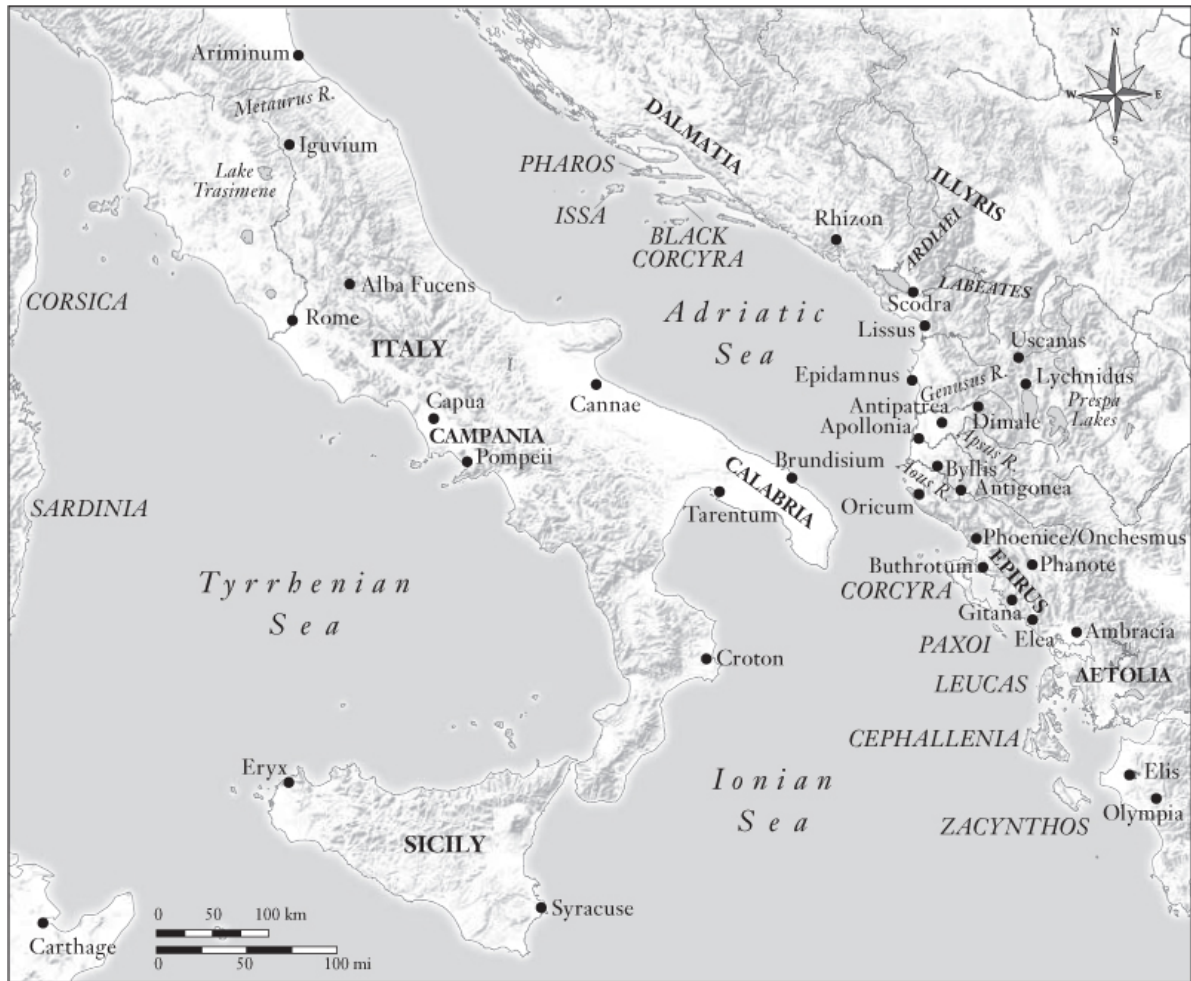 Ariminum
N
W
E
S
Metaurus R.
DALMATIA
Iguvium
PHAROS
Lake
Trasimene
ILLYRIS
ISSA
Rhizon
BLACK
CORCYRA
ARDIAEI
Alba Fucens
LABEATES
CORSICA
Scodra
Rome
Adriatic
Sea
Lissus
ITALY
Uscanas
Epidamnus
Genusus R.
Lychnidus
Cannae
Prespa
Lakes
Capua
Antipatrea
Dimale
CAMPANIA
Apollonia
Apsus R.
Pompeii
Brundisium
Byllis
CALABRIA
Aous R.
Antigonea
SARDINIA
Tarentum
Oricum
Phoenice/Onchesmus
Buthrotum
EPIRUS
Phanote
Tyrrhenian
Sea
CORCYRA
Gitana
Elea
Ambracia
PAXOI
Croton
AETOLIA
LEUCAS
CEPHALLENIA
Eryx
Ionian
Sea
Elis
Olympia
ZACYNTHOS
SICILY
Syracuse
Carthage
0 50 100 km
0 50 100 mi